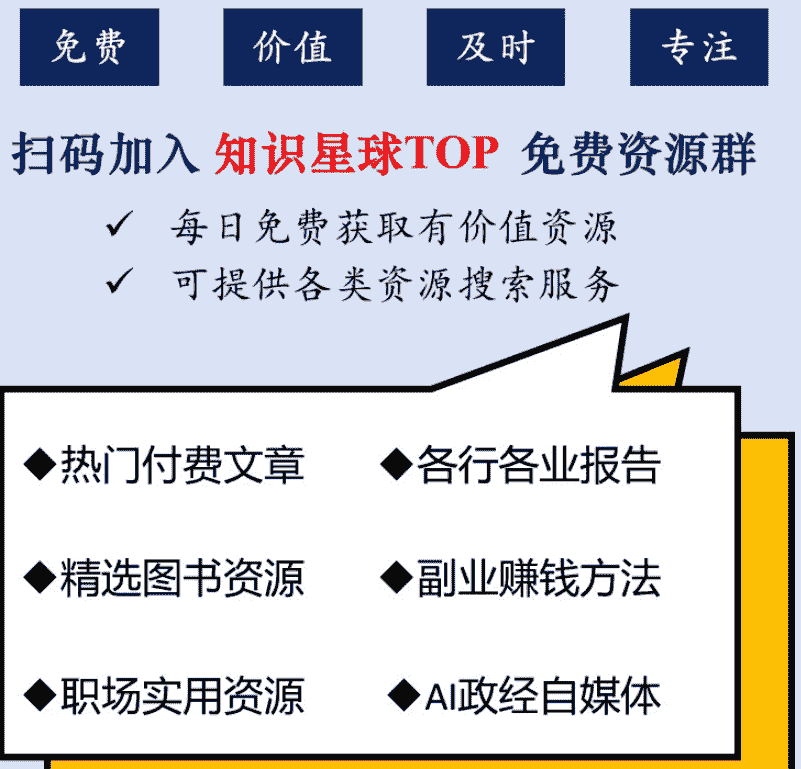 免费 价值 及时 专注
扫码加入 知识星球TOP 免费资源群
✓ 每日免费获取有价值资源
✓ 可提供各类资源搜索服务
◆热门付费文章 ◆各行各业报告
◆精选图书资源 ◆副业赚钱方法
◆职场实用资源 ◆AI政经自媒体